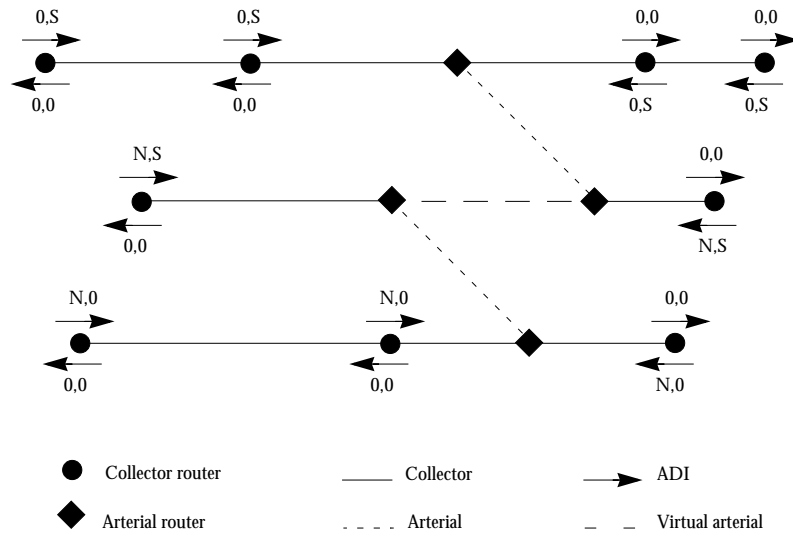 0,S 0,S 0,0 0,0
0,0 0,0 0,S 0,S
N,S 0,0
0,0 N,S
N,0 N,0 0,0
0,0 0,0 N,0
Collector router Collector ADI
Arterial router Arterial Virtual arterial